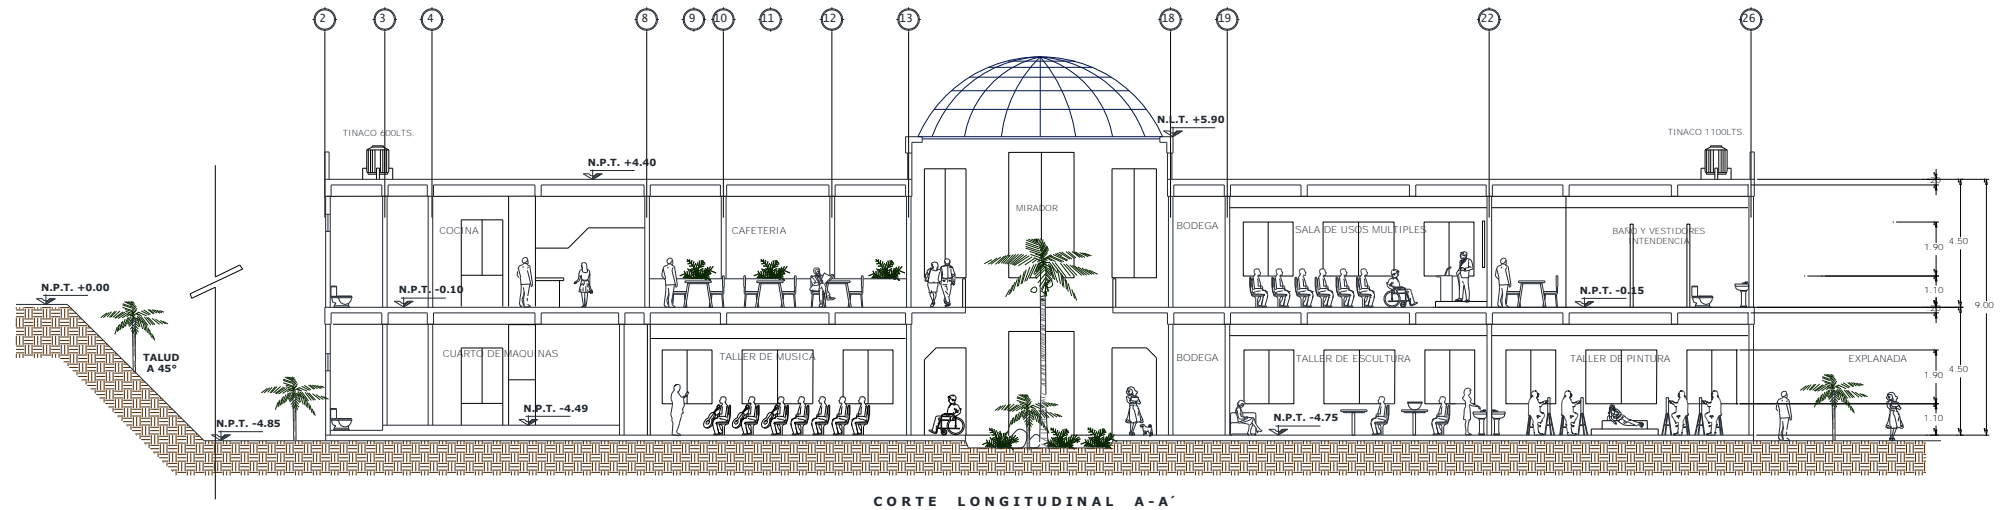 2 3 4 8 9 10 11 12 13 18 19 22 26
N.L.T. +5.90
TINACO 600LTS.
TINACO 1100LTS.
N.P.T. +4.40
.20
MIRADOR
COCINA
CAFETERIA
BODEGA
SALA DE USOS MULTIPLES
BAÑO Y VESTIDORES
INTENDENCIA
1.90
4.50
N.P.T. +0.00
N.P.T. -0.10
N.P.T. -0.15
1.10
9.00
.20
TALUD
A 45°
CUARTO DE MAQUINAS
TALLER DE MUSICA
BODEGA
TALLER DE ESCULTURA
TALLER DE PINTURA
EXPLANADA
1.90
4.50
N.P.T. -4.49
N.P.T. -4.75
1.10
N.P.T. -4.85
CORTE LONGITUDINAL A-A´